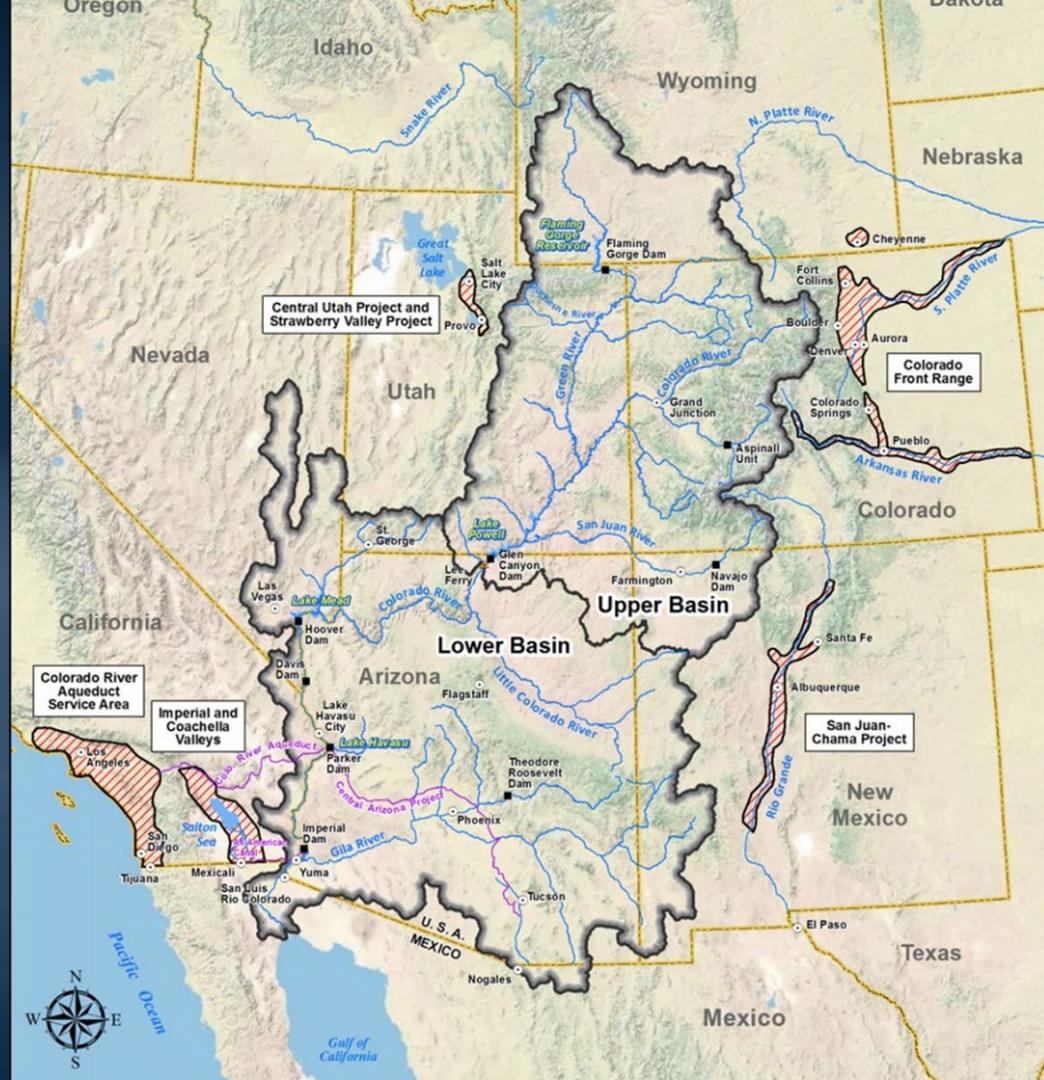 Oregon
Dakota
Idaho
Wyoming
Snake River
N. Platte River
Nebraska
Flaming
Gorge
Reservoir
Flaming
Gorge Dam
Cheyenne
Great
Salt
Lake
Salt
Lake
City
Fort
Collins
S. Platte River
Central Utah Project and
Strawberry Valley Project
Provo
Boulder
Denver
Aurora
Nevada
Green River
Colorado River
Colorado
Front Range
Utah
Grand
Junction
Colorado
Springs
Aspinall
Unit
Pueblo
Arkansas River
Colorado
St.
George
Lake
Powell
San Juan River
Glen
Canyon
Dam
Lee
Ferry
Farmington
Navajo
Dam
Las
Vegas
Lake Mead
Colorado River
Upper Basin
California
Hoover
Dam
Lower Basin
Santa Fe
Davis
Dam
Arizona
Flagstaff
Little Colorado River
Albuquerque
Colorado River
Aqueduct
Service Area
Imperial and
Coachella
Valleys
Lake
Havasu
City
San Juan-
Chama Project
Los
Angeles
Colo. River Aqueduct
Lake Havasu
Parker
Dam
Theodore
Roosevelt
Dam
Rio Grande
Central Arizona Project
Phoenix
New
Mexico
San
Diego
Salton
Sea
All American
Canal
Imperial
Dam
Gila River
Tijuana
Mexicali
Yuma
San Luis
Rio Colorado
Tucson
U. S. A.
MEXICO
El Paso
Texas
Pacific Ocean
Nogales
Mexico
N
W
E
S
Gulf of
California